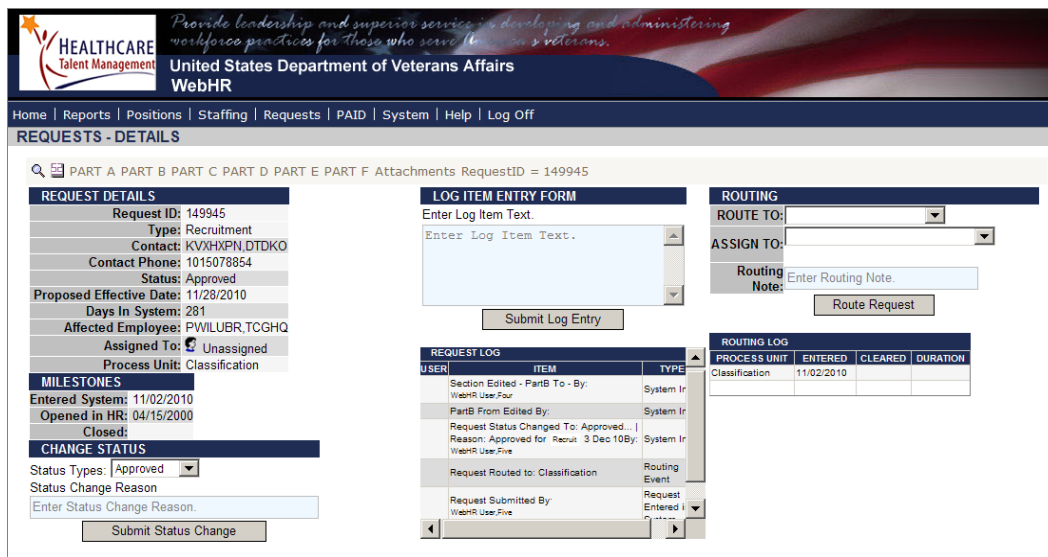 Provide leadership and superior service in developing and administering
workforce practices for those who serve America's veterans.
HEALTHCARE
Talent Management
United States Department of Veterans Affairs
WebHR
Home | Reports | Positions | Staffing | Requests | PAID | System | Help | Log Off
REQUESTS - DETAILS
PART A PART B PART C PART D PART E PART F Attachments RequestID = 149945
REQUEST DETAILS
Request ID: 149945
Type: Recruitment
Contact: KVXHXPN,DTDKO
Contact Phone: 1015078854
Status: Approved
Proposed Effective Date: 11/28/2010
Days In System: 281
Affected Employee: PWILUBR,TCGHQ
Assigned To: Unassigned
Process Unit: Classification
MILESTONES
Entered System: 11/02/2010
Opened in HR: 04/15/2000
Closed:
CHANGE STATUS
Status Types: Approved
Status Change Reason
Enter Status Change Reason.
Submit Status Change
LOG ITEM ENTRY FORM
Enter Log Item Text.
Enter Log Item Text.
Submit Log Entry
REQUEST LOG
USER ITEM TYPE
Section Edited - PartB To - By:
WebHR User,Four
System In
PartB From Edited By: System In
Request Status Changed To: Approved... |
Reason: Approved for Recruit 3 Dec 10By: System In
WebHR User,Five
Request Routed to: Classification Routing
Event
Request Submitted By
WebHR User,Five
Request
Entered i
System
ROUTING
ROUTE TO:
ASSIGN TO:
Routing
Note: Enter Routing Note.
Route Request
ROUTING LOG
PROCESS UNIT ENTERED CLEARED DURATION
Classification 11/02/2010